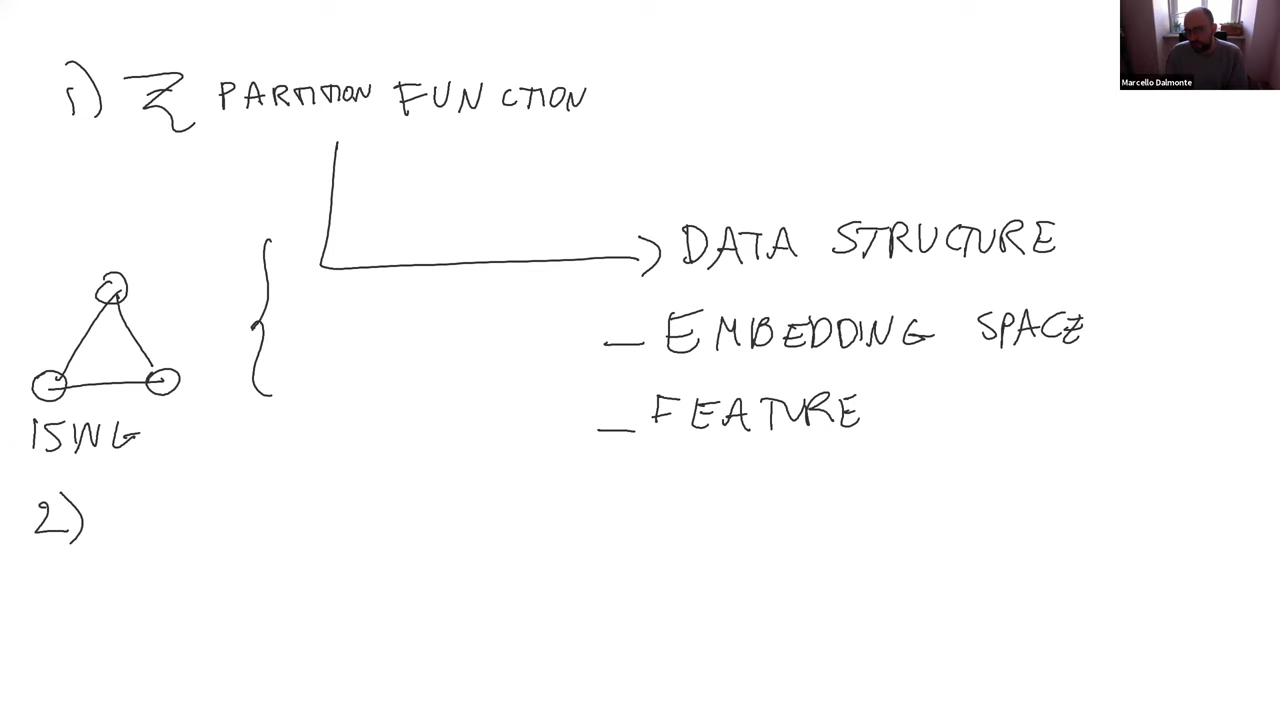 1) Z PARTITION FUNCTION
Marcello Dalmonte
DATA STRUCTURE
— EMBEDDING SPACE
— FEATURE
ISING
2)